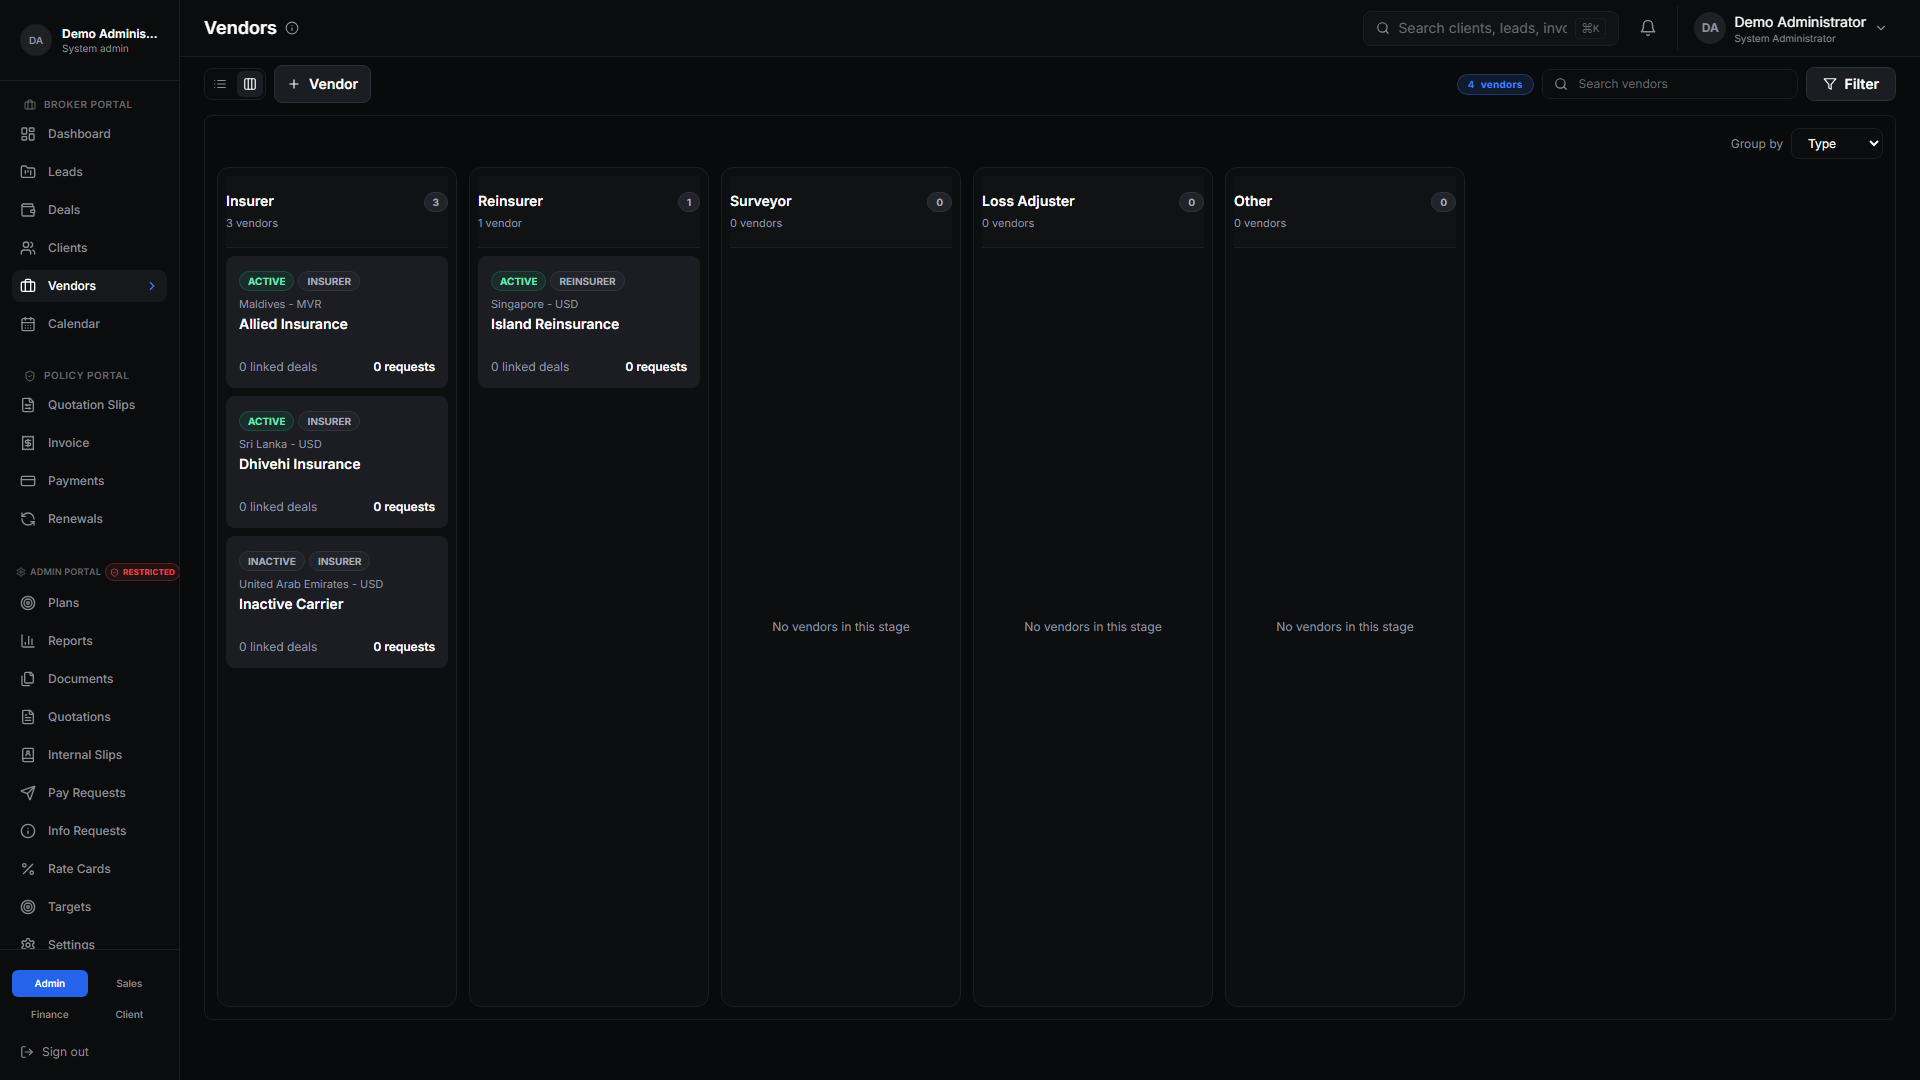 DA
Demo Adminis...
System admin
BROKER PORTAL
Dashboard
Leads
Deals
Clients
Vendors
Calendar
POLICY PORTAL
Quotation Slips
Invoice
Payments
Renewals
ADMIN PORTAL
RESTRICTED
Plans
Reports
Documents
Quotations
Internal Slips
Pay Requests
Info Requests
Rate Cards
Targets
Settings
Admin
Sales
Finance
Client
Sign out
Vendors
Search clients, leads, invc
⌘K
DA
Demo Administrator
System Administrator
+ Vendor
4 vendors
Search vendors
Filter
Group by
Type
Insurer
3
3 vendors
ACTIVE
INSURER
Maldives - MVR
Allied Insurance
0 linked deals
0 requests
ACTIVE
INSURER
Sri Lanka - USD
Dhivehi Insurance
0 linked deals
0 requests
INACTIVE
INSURER
United Arab Emirates - USD
Inactive Carrier
0 linked deals
0 requests
Reinsurer
1
1 vendor
ACTIVE
REINSURER
Singapore - USD
Island Reinsurance
0 linked deals
0 requests
Surveyor
0
0 vendors
No vendors in this stage
Loss Adjuster
0
0 vendors
No vendors in this stage
Other
0
0 vendors
No vendors in this stage